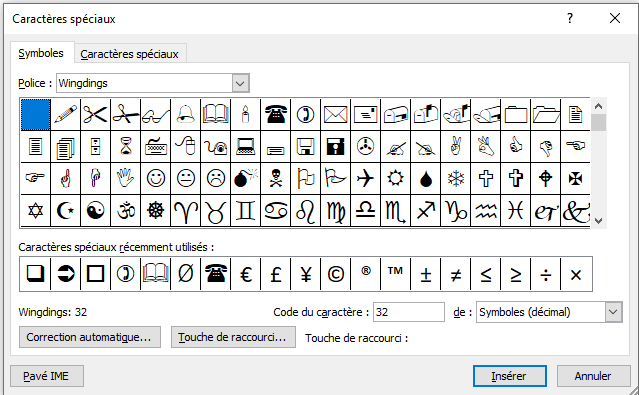 Caractères spéciaux
Symboles Caractères spéciaux
Police : Wingdings
Caractères spéciaux récemment utilisés :
€ £ ¥ © ® ™ ± ≠ ≤ ≥ ÷ ×
Wingdings: 32 Code du caractère : 32 de : Symboles (décimal)
Correction automatique... Touche de raccourci... Touche de raccourci :
Pavé IME Insérer Annuler